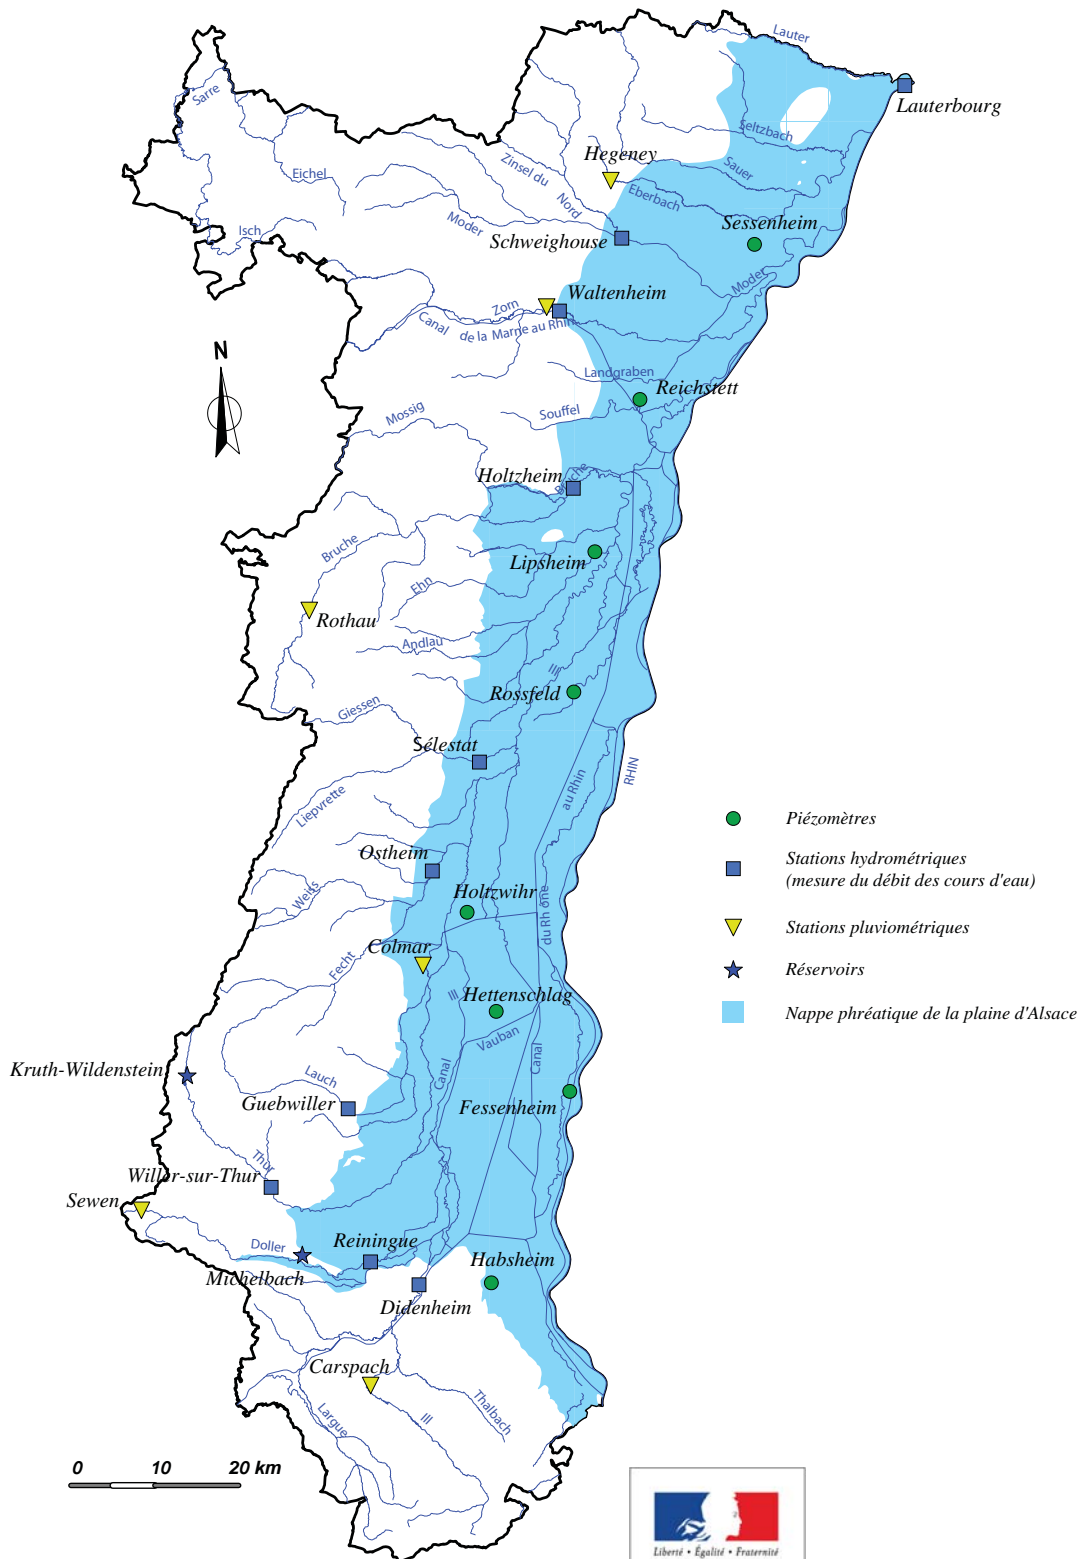 Lauter
Sarre
Lauterbourg
Seltzbach
Hegeney
Zinsel du Nord
Sauer
Eichel
Eberbach
Moder
Sessenheim
Isch
Schweighouse
Moder
Waltenheim
Zorn
Canal de la Marne au Rhin
N
Landgraben
Reichstett
Mossig
Souffel
Holtzheim
Bruche
Bruche
Lipsheim
Ehn
Rothau
Andlau
Ill
Rossfeld
Giessen
Sélestat
RHIN
au Rhin
Liepvrette
Piézomètres
Ostheim
Stations hydrométriques
(mesure du débit des cours d'eau)
Weiss
Holtzwihr
du Rhône
Stations pluviométriques
Colmar
Fecht
Réservoirs
Ill
Hettenschlag
Nappe phréatique de la plaine d'Alsace
Vauban
Kruth-Wildenstein
Lauch
Canal
Canal
Guebwiller
Fessenheim
Thur
Willer-sur-Thur
Sewen
Doller
Reiningue
Habsheim
Michelbach
Didenheim
Carspach
Largue
Ill
Thalbach
0 10 20 km
Liberté • Égalité • Fraternité